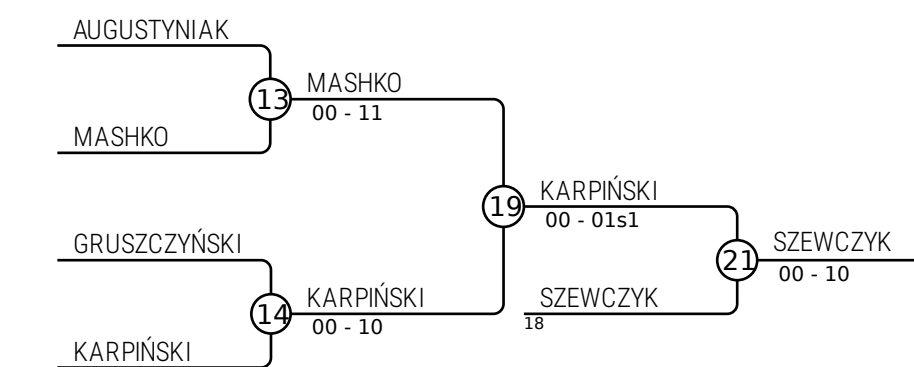 AUGUSTYNIAK
13
MASHKO
00 - 11
MASHKO
19
KARPIŃSKI
00 - 01s1
GRUSZCZYŃSKI
21
SZEWCZYK
00 - 10
14
KARPIŃSKI
00 - 10
SZEWCZYK
18
KARPIŃSKI